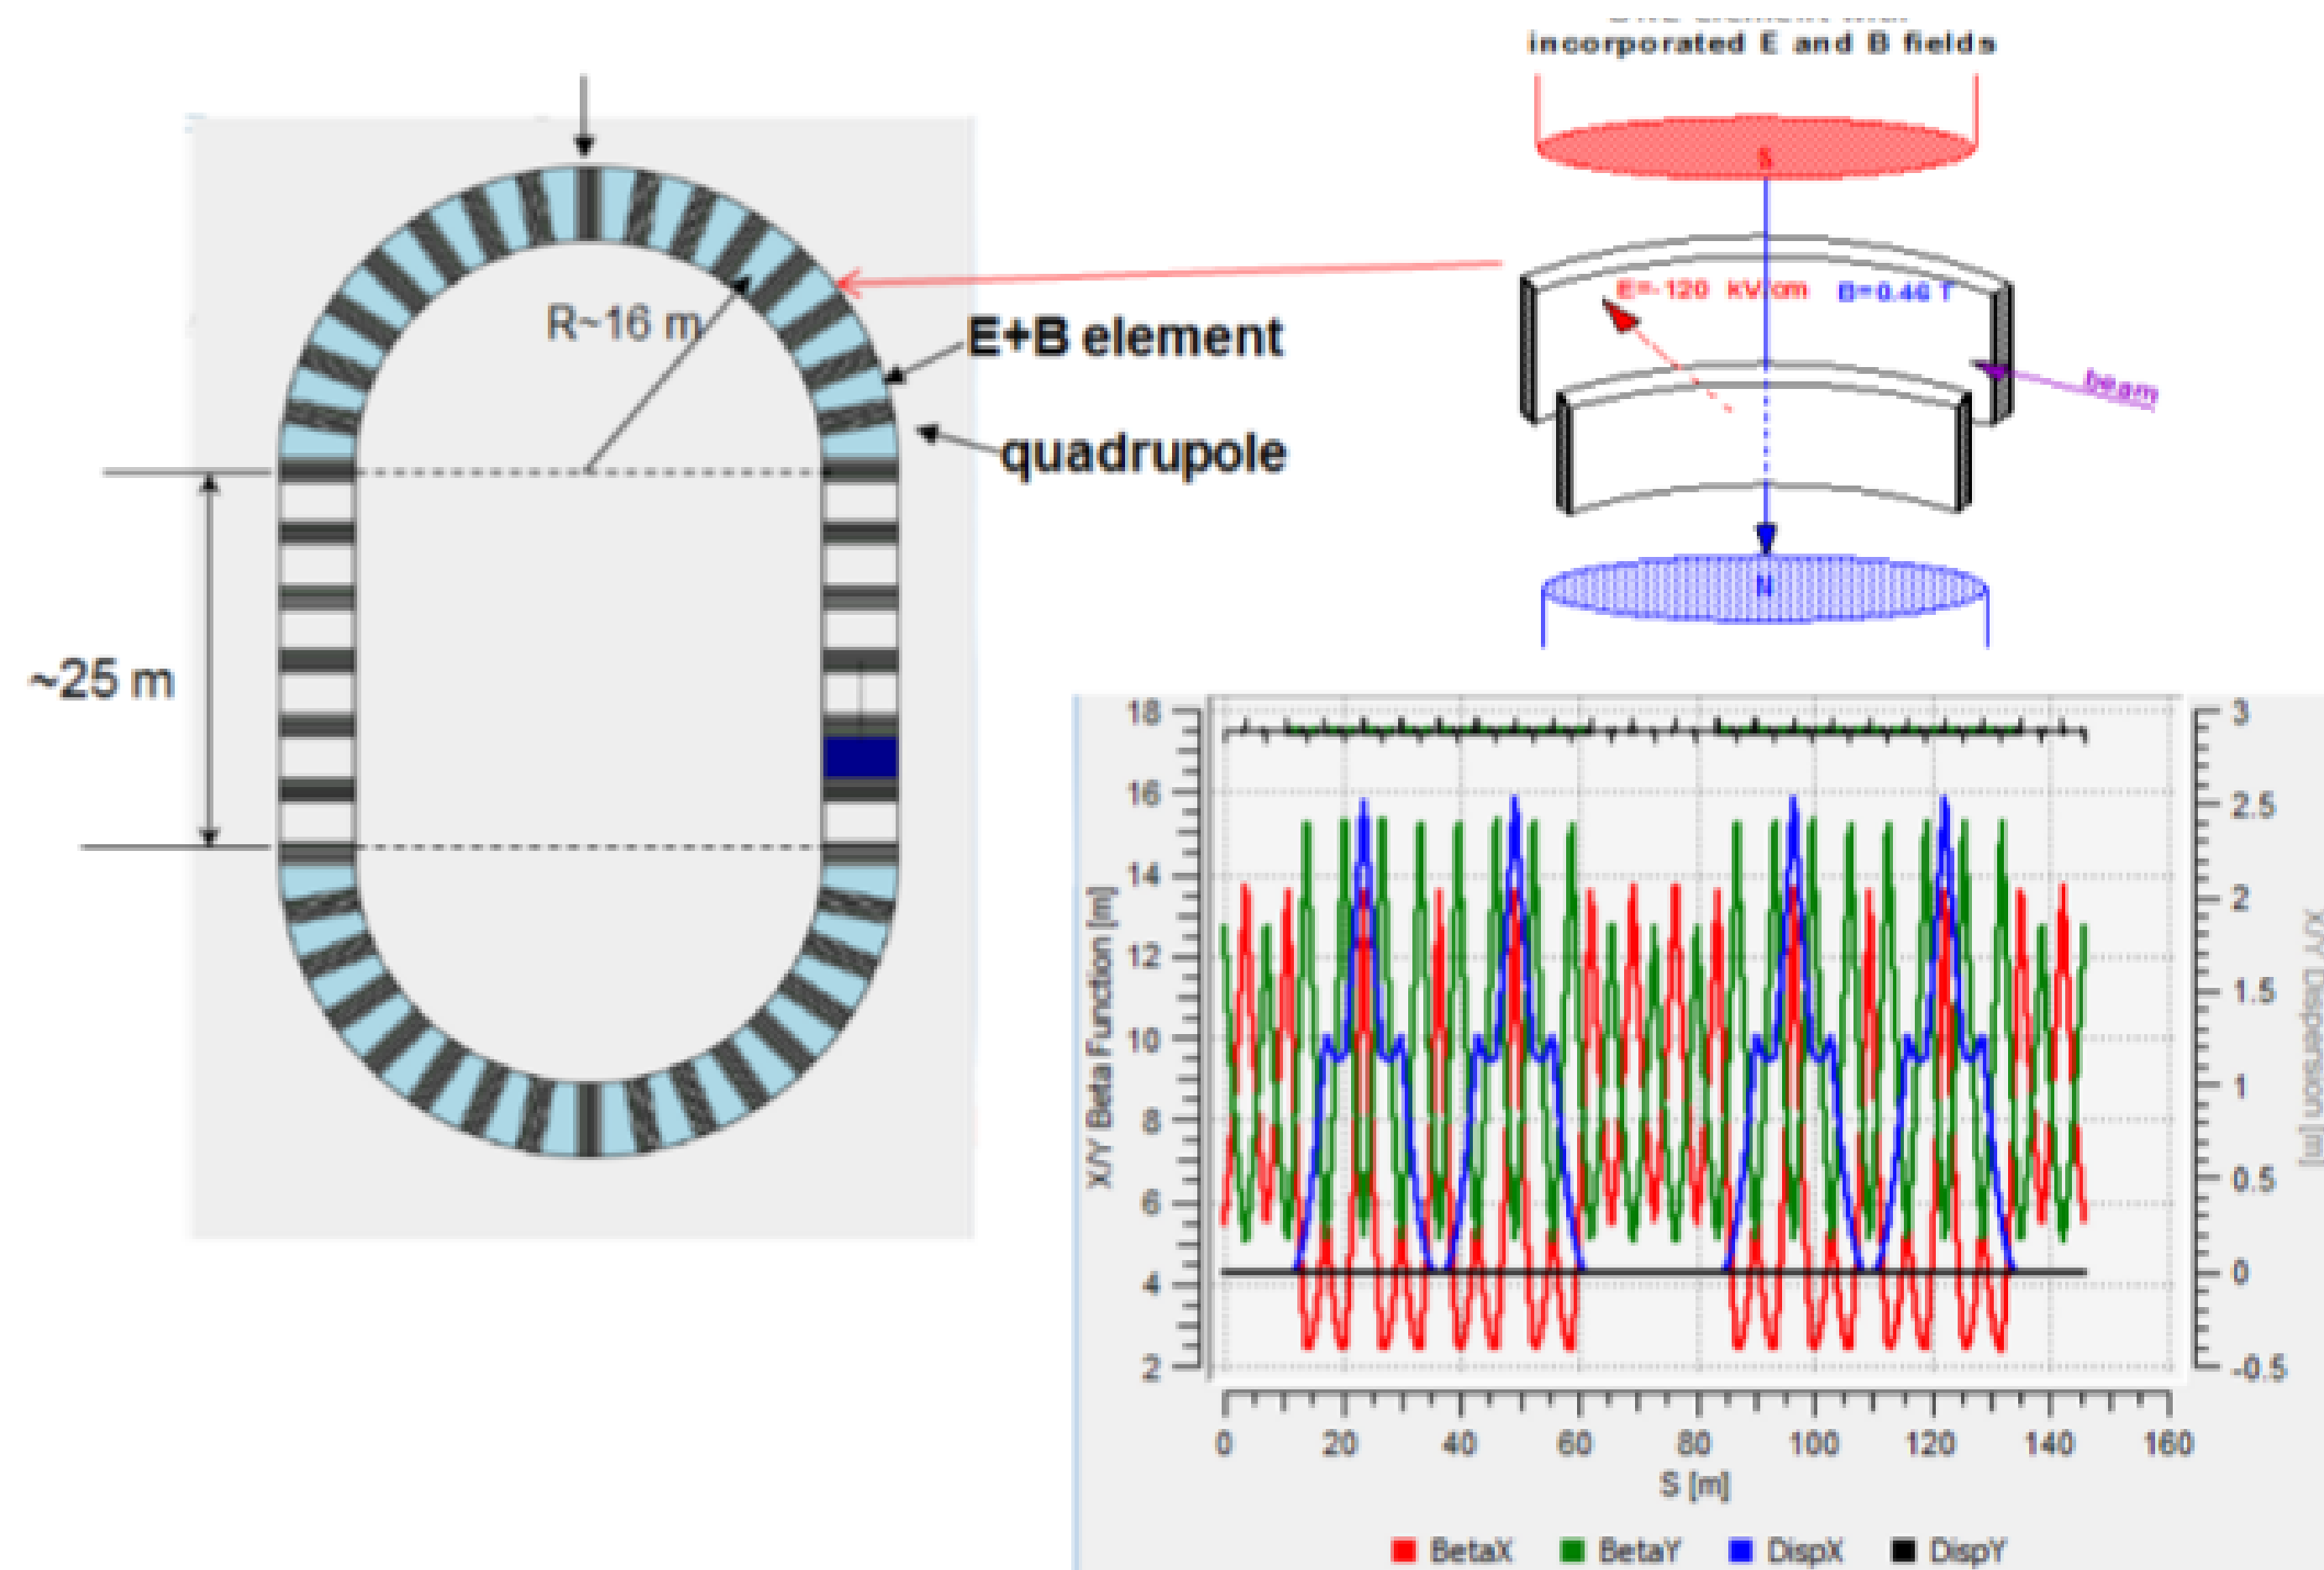 incorporated E and B fields
S
E=-120 kV/cm
B=0.46 T
beam
N
R~16 m
E+B element
quadrupole
~25 m
18
16
14
12
10
8
6
4
2
X/Y Beta Function [m]
3
2.5
2
1.5
1
0.5
0
-0.5
X/Y Dispersion [m]
0
20
40
60
80
100
120
140
160
S [m]
BetaX
BetaY
DispX
DispY